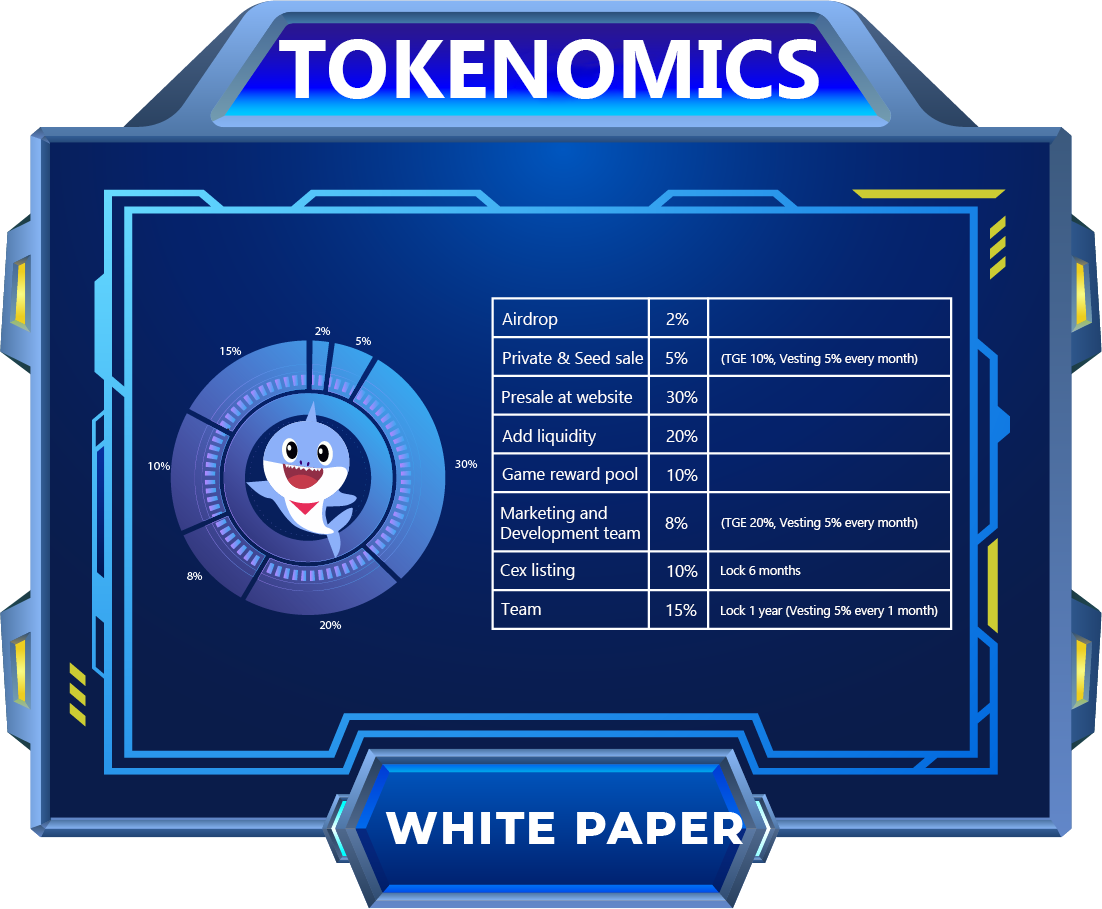 TOKENOMICS
2%
5%
15%
30%
10%
8%
20%
Airdrop 2%
Private & Seed sale 5% (TGE 10%, Vesting 5% every month)
Presale at website 30%
Add liquidity 20%
Game reward pool 10%
Marketing and
Development team 8% (TGE 20%, Vesting 5% every month)
Cex listing 10% Lock 6 months
Team 15% Lock 1 year (Vesting 5% every 1 month)
WHITE PAPER